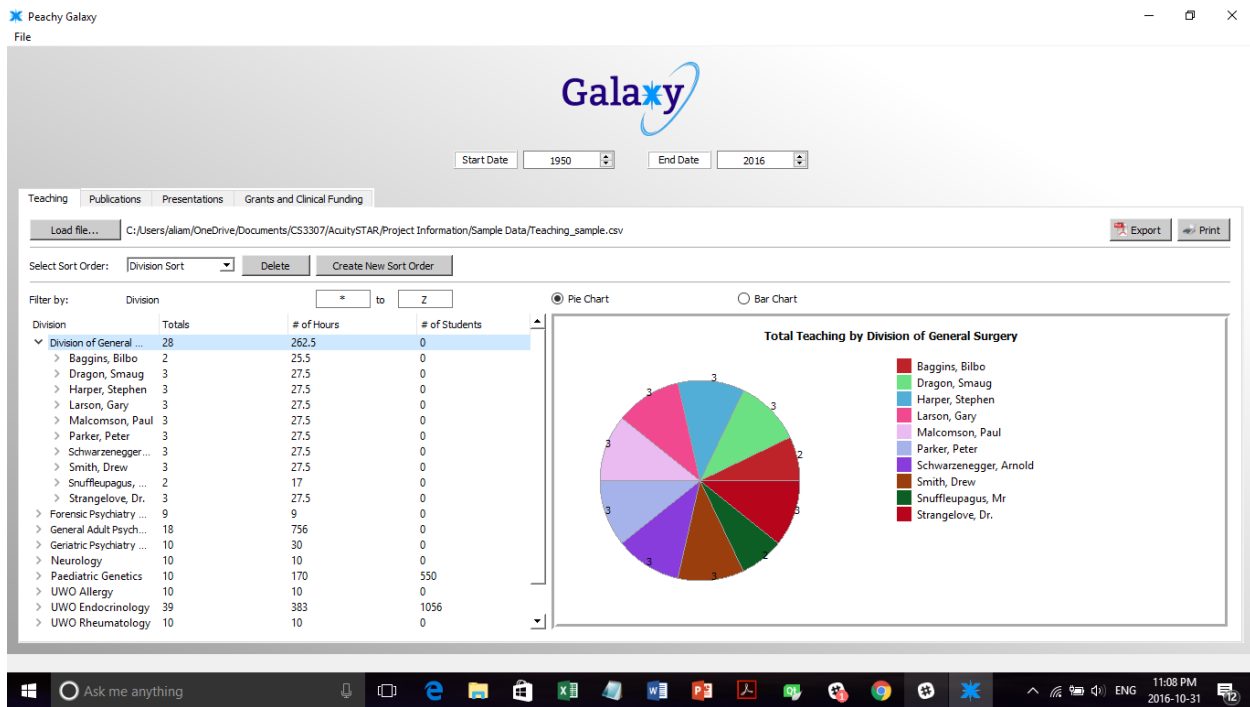 Peachy Galaxy
File
Galaxy
Start Date 1950 End Date 2016
Teaching Publications Presentations Grants and Clinical Funding
Load file... C:/Users/aliam/OneDrive/Documents/CS3307/AcuitySTAR/Project Information/Sample Data/Teaching_sample.csv Export Print
Select Sort Order: Division Sort Delete Create New Sort Order
Filter by: Division * to Z Pie Chart Bar Chart
Division Totals # of Hours # of Students
Division of General ... 28 262.5 0
Baggins, Bilbo 2 25.5 0
Dragon, Smaug 3 27.5 0
Harper, Stephen 3 27.5 0
Larson, Gary 3 27.5 0
Malcomson, Paul 3 27.5 0
Parker, Peter 3 27.5 0
Schwarzenegger... 3 27.5 0
Smith, Drew 3 27.5 0
Snuffleupagus, ... 2 17 0
Strangelove, Dr. 3 27.5 0
Forensic Psychiatry ... 9 9 0
General Adult Psych... 18 756 0
Geriatric Psychiatry ... 10 30 0
Neurology 10 10 0
Paediatric Genetics 10 170 550
UWO Allergy 10 10 0
UWO Endocrinology 39 383 1056
UWO Rheumatology 10 10 0
Total Teaching by Division of General Surgery
3
3
3
3
2
3
3
3
2
3
Baggins, Bilbo
Dragon, Smaug
Harper, Stephen
Larson, Gary
Malcomson, Paul
Parker, Peter
Schwarzenegger, Arnold
Smith, Drew
Snuffleupagus, Mr
Strangelove, Dr.
Ask me anything
ENG
11:08 PM
2016-10-31
12